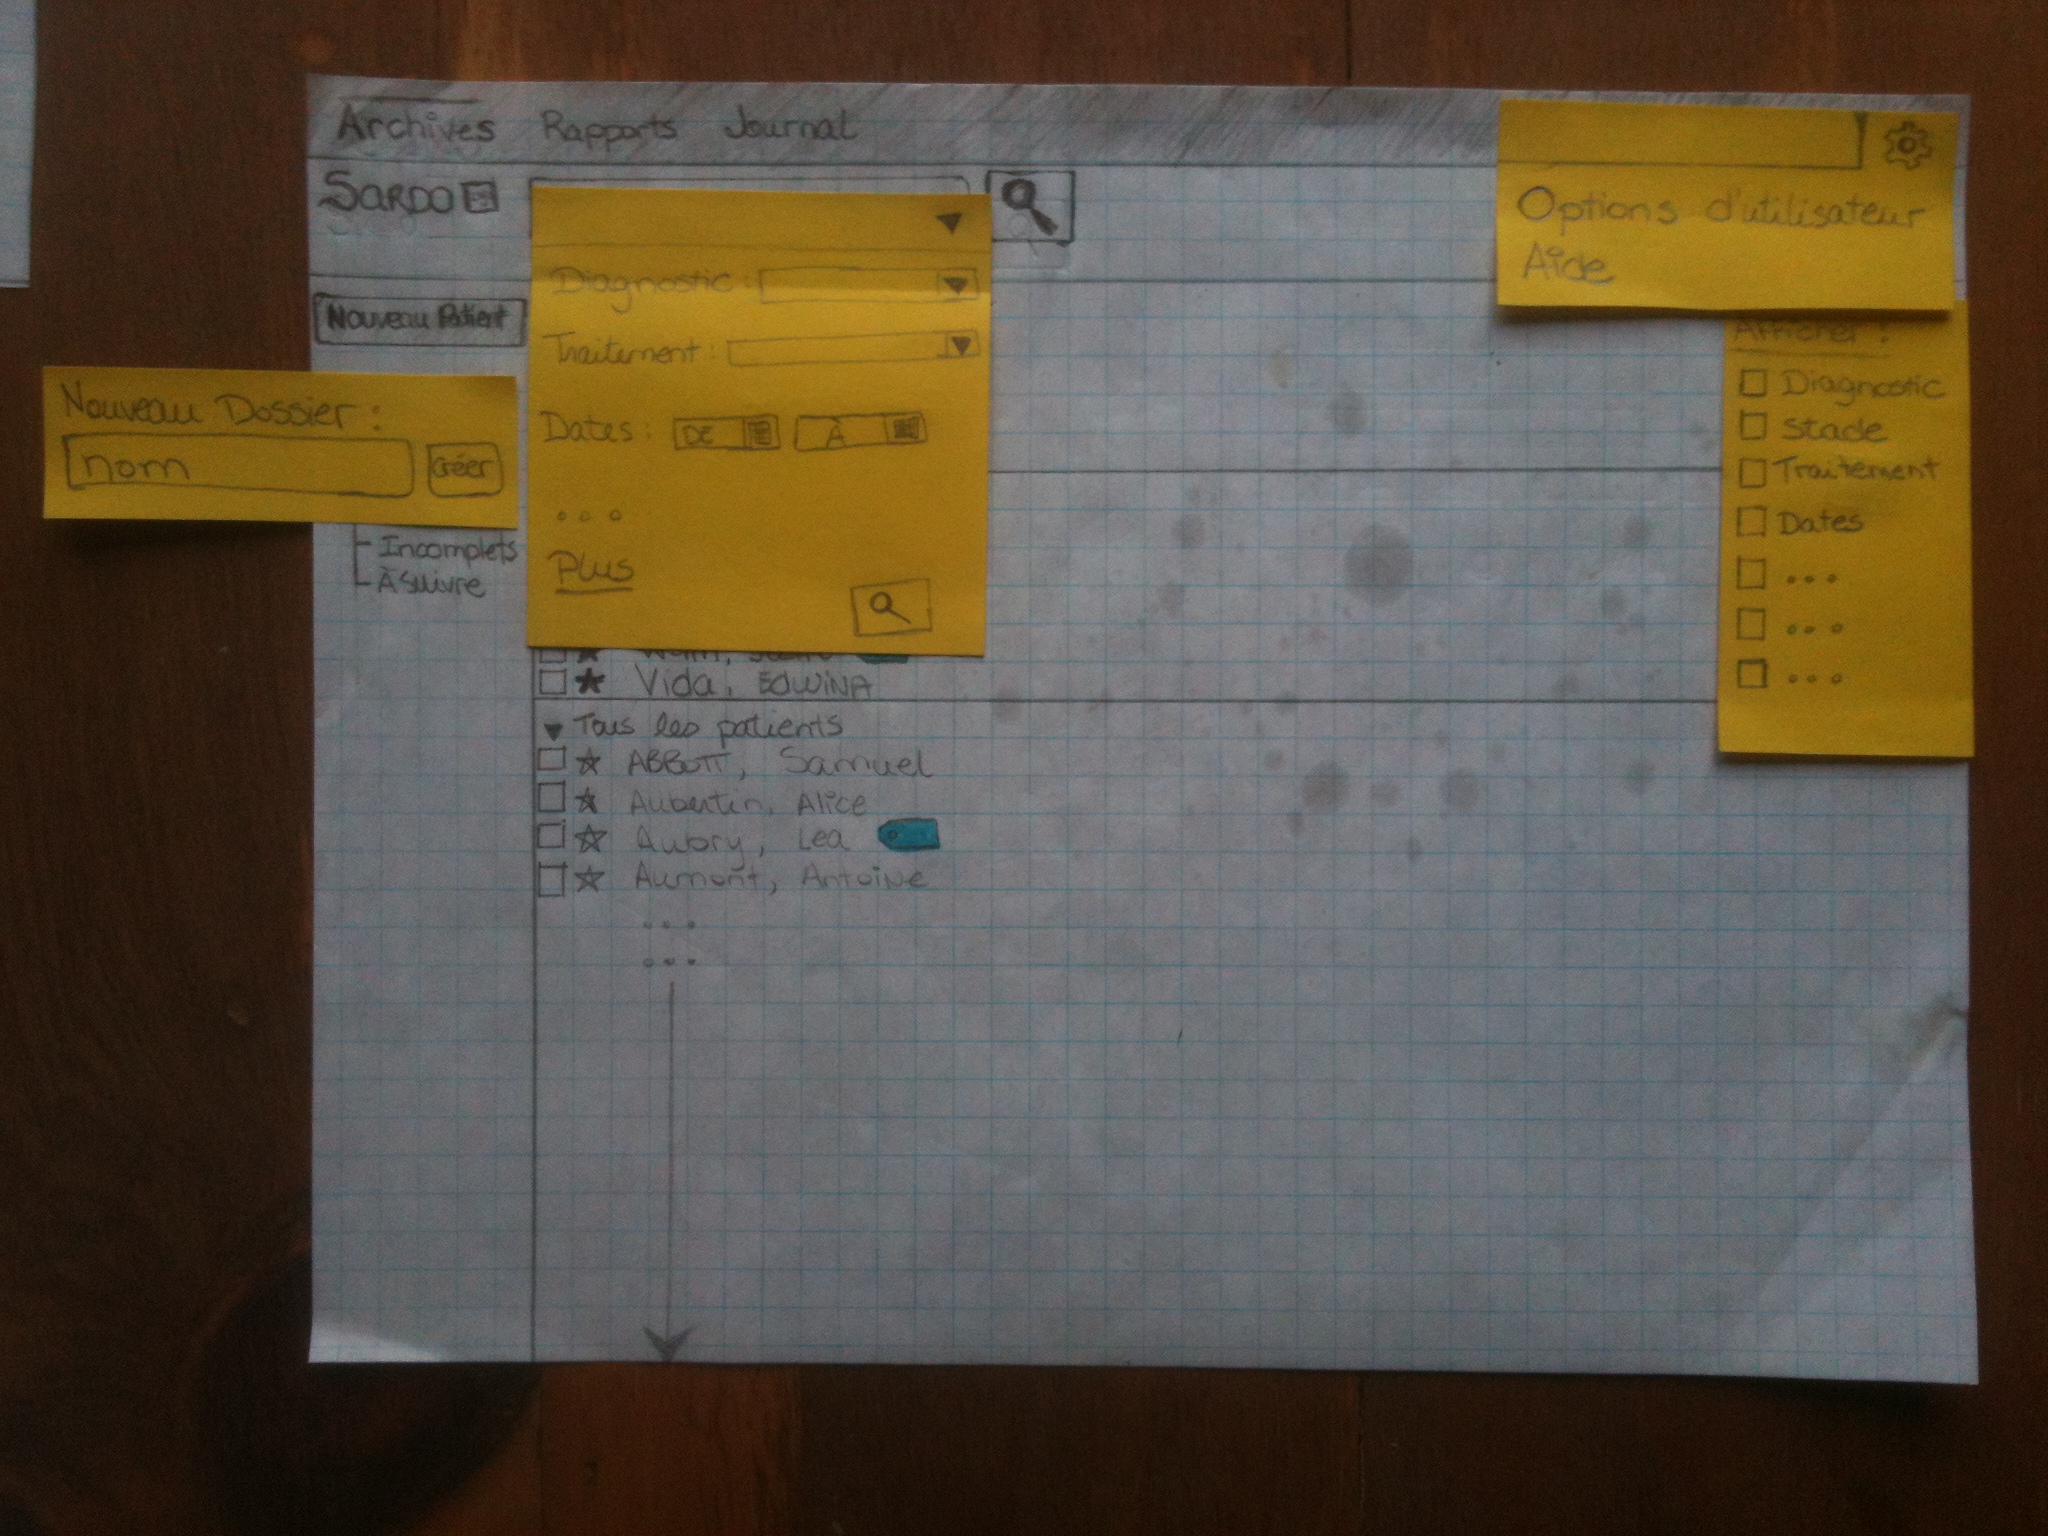 Archives Rapports Journal
SARDO
Nouveau Patient
Nouveau Dossier :
nom
Créer
Incomplets
À suivre
Diagnostic :
Traitement :
Dates : DE À
...
Plus
Options d'utilisateur
Aide
Afficher :
Diagnostic
Stade
Traitement
Dates
...
...
...
Vida, EDWINA
Tous les patients
ABBOTT, Samuel
Aubertin, Alice
Aubry, Lea
Aumont, Antoine
...
...